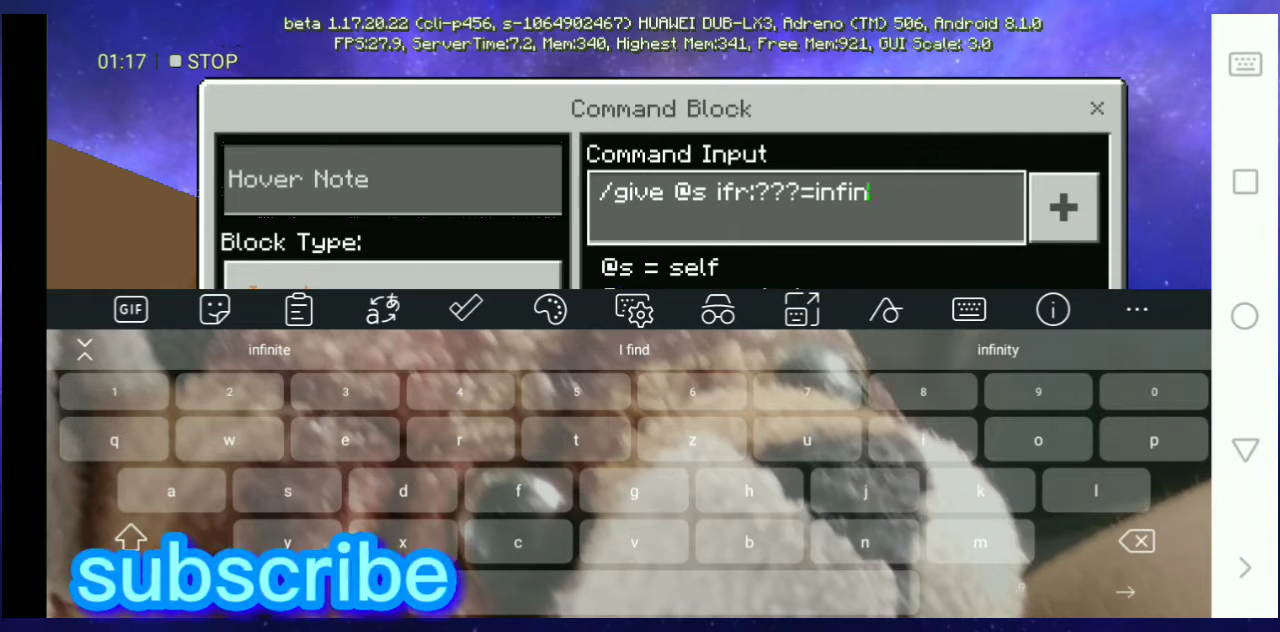 beta 1.17.20.22 (cli-p456, s-1064902467) HUAWEI DUB-LX3, Adreno (TM) 506, Android 8.1.0
FPS:27.9, ServerTime:7.2, Mem:340, Highest Mem:341, Free Mem:921, GUI Scale: 3.0
01:17 STOP
Command Block
Hover Note
Command Input
/give @s ifr:???=infin
Block Type:
@s = self
GIF
infinite I find infinity
1 2 3 4 5 6 7 8 9 0
q w e r t z u i o p
a s d f g h j k l
y x c v b n m
subscribe